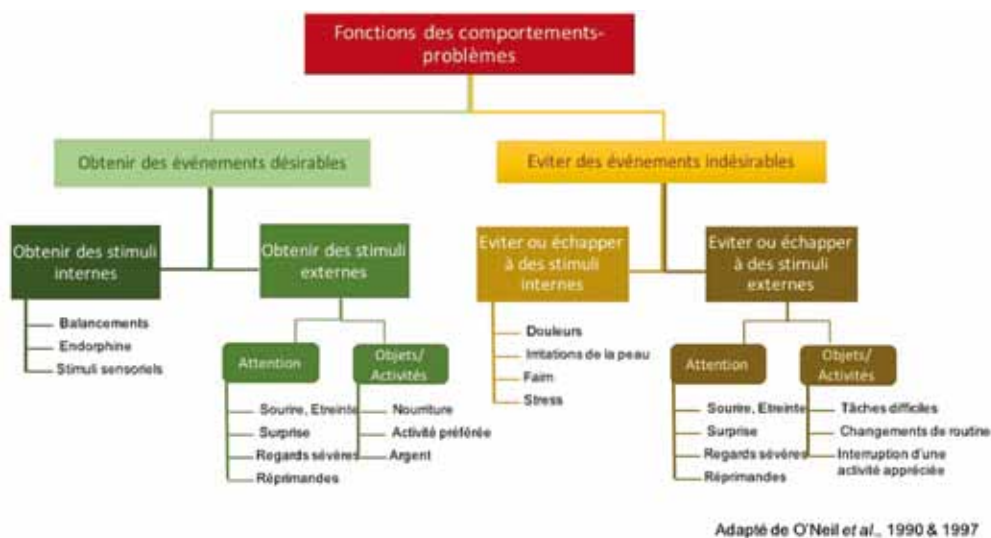 Fonctions des comportements-
problèmes
Obtenir des événements désirables
Eviter des événements indésirables
Obtenir des stimuli
internes
Obtenir des stimuli
externes
Eviter ou échapper
à des stimuli
internes
Eviter ou échapper
à des stimuli
externes
Balancements
Endorphine
Stimuli sensoriels
Attention
Sourire, Etreinte
Surprise
Regards sévères
Réprimandes
Objets/
Activités
Nourriture
Activité préférée
Argent
Douleurs
Irritations de la peau
Faim
Stress
Attention
Sourire, Etreinte
Surprise
Regards sévères
Réprimandes
Objets/
Activités
Tâches difficiles
Changements de routine
Interruption d'une
activité appréciée
Adapté de O'Neil et al., 1990 & 1997